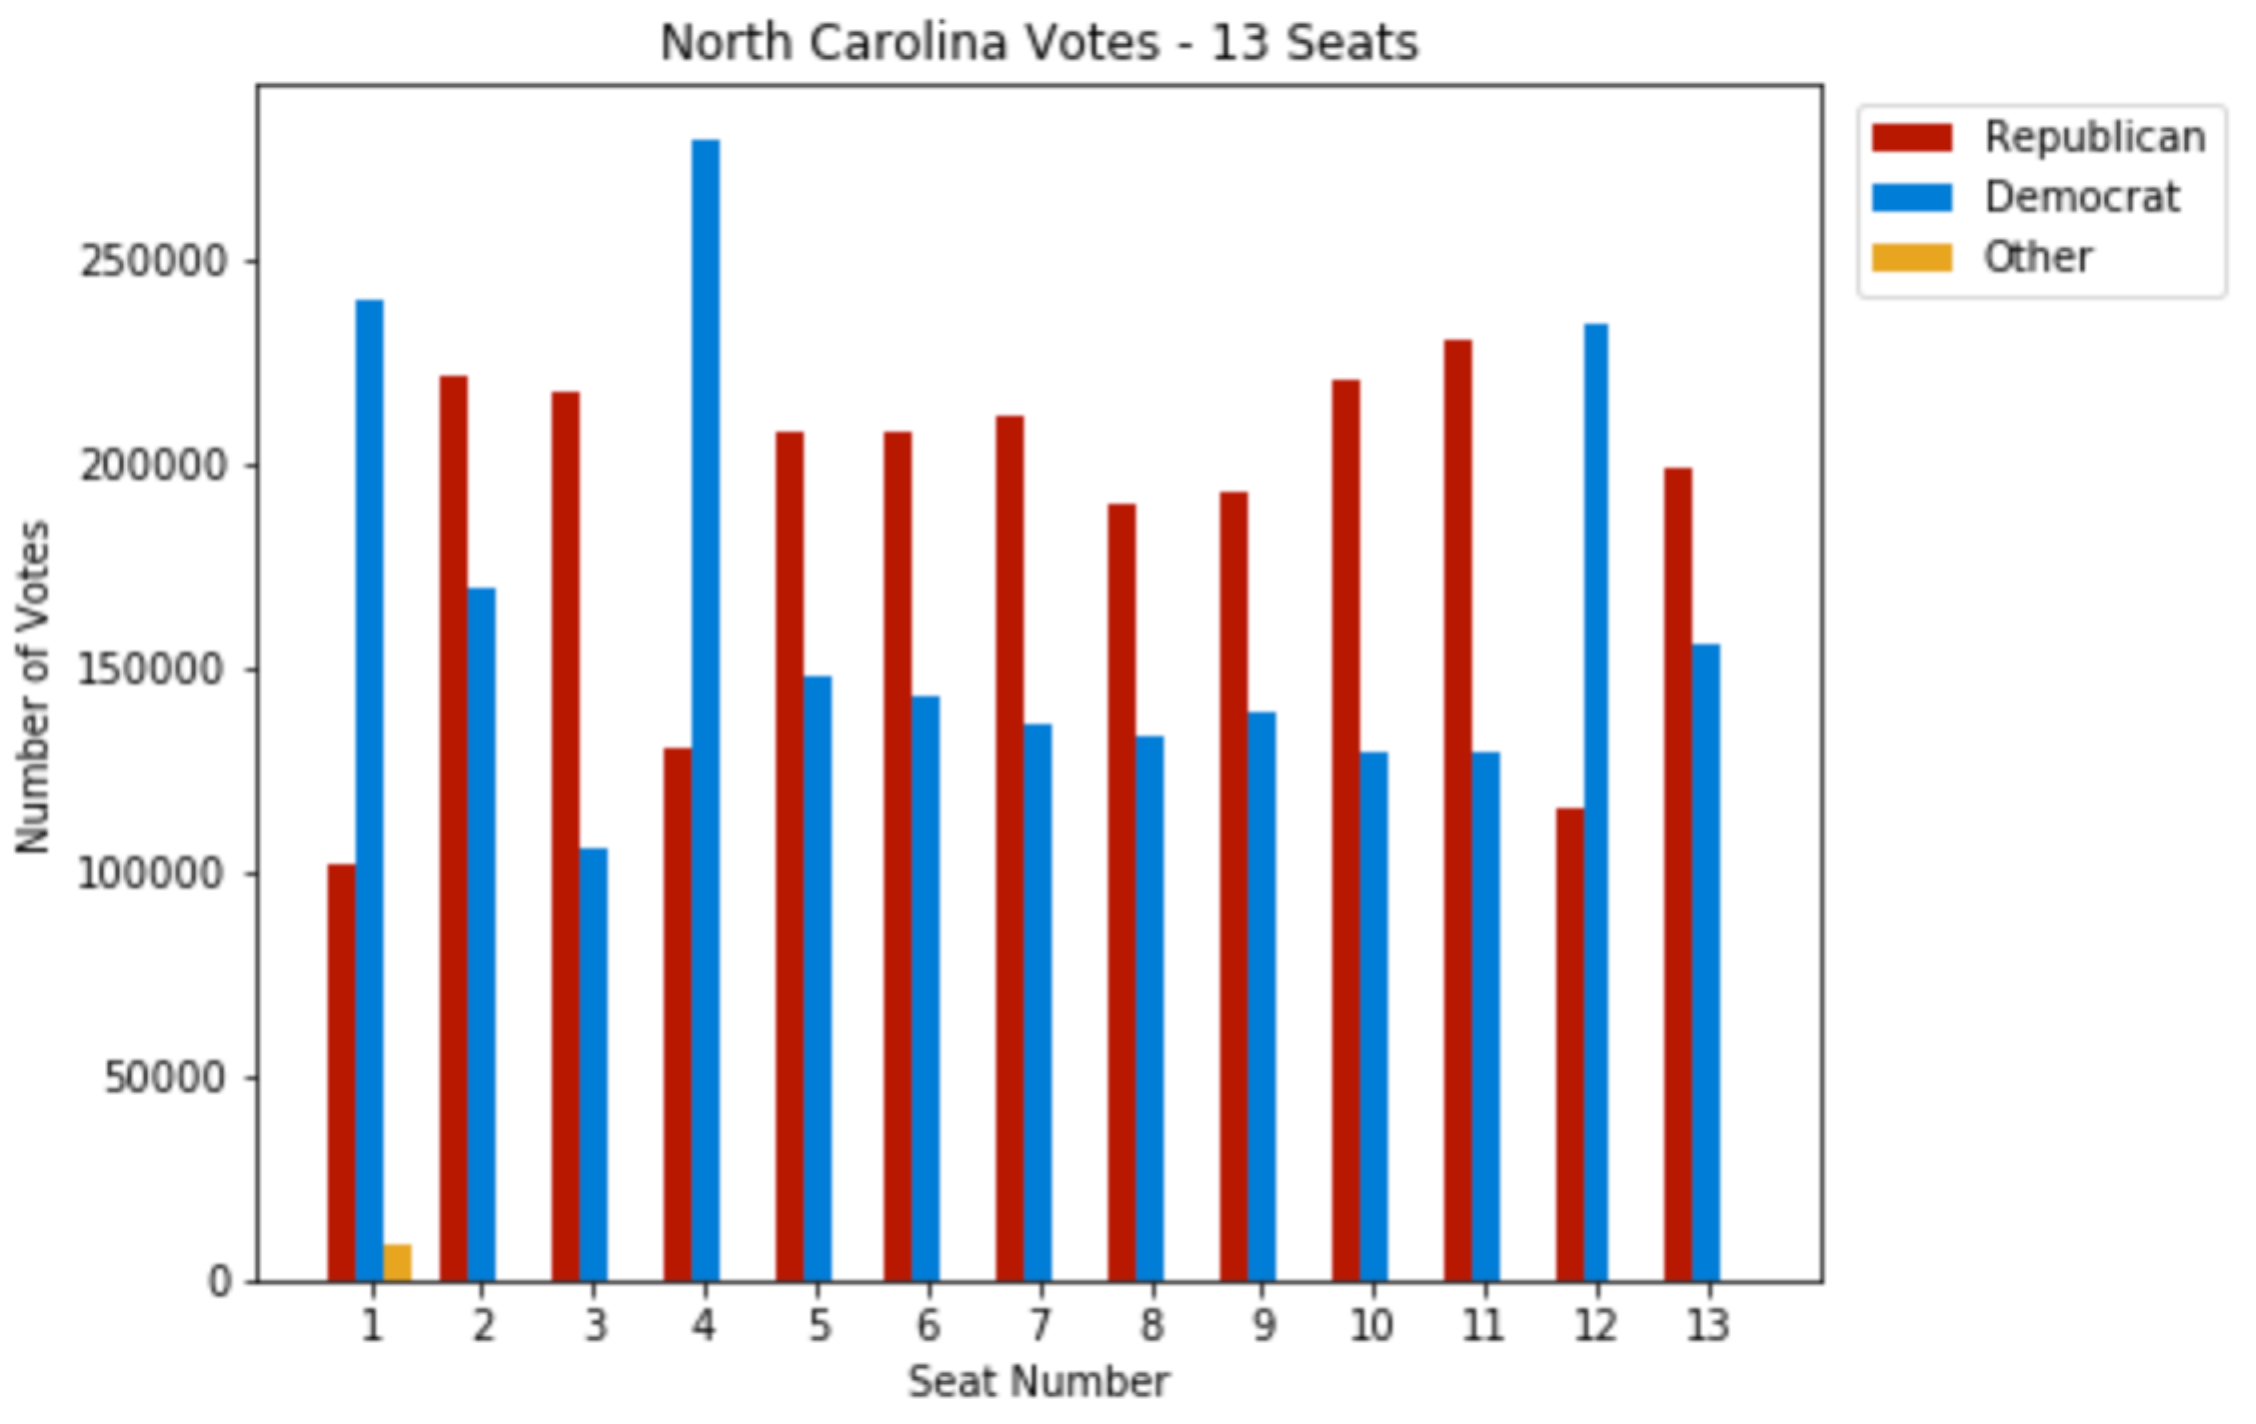 North Carolina Votes - 13 Seats
Republican
Democrat
Other
250000
200000
150000
100000
50000
0
Number of Votes
1 2 3 4 5 6 7 8 9 10 11 12 13
Seat Number